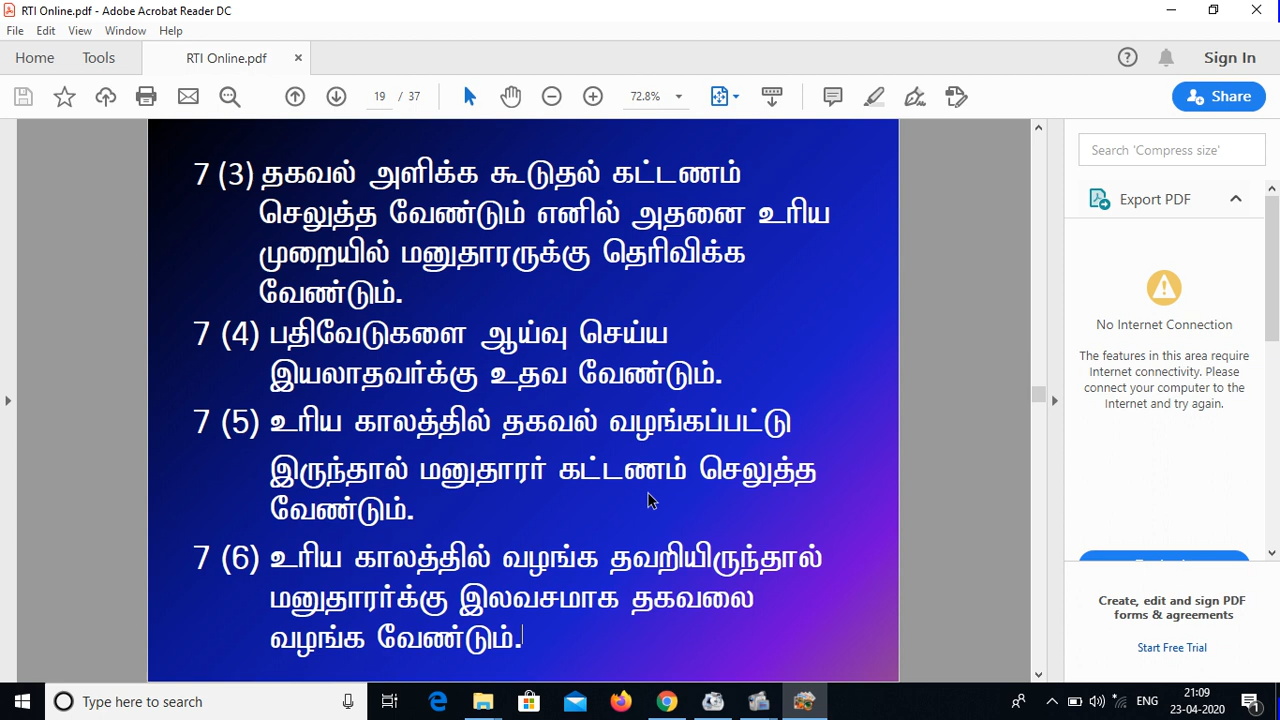 RTI Online.pdf - Adobe Acrobat Reader DC
File Edit View Window Help
Home Tools RTI Online.pdf × Sign In
19 / 37 72.8% Share
7 (3) தகவல் அளிக்க கூடுதல் கட்டணம்
செலுத்த வேண்டும் எனில் அதனை உரிய
முறையில் மனுதாரருக்கு தெரிவிக்க
வேண்டும்.
7 (4) பதிவேடுகளை ஆய்வு செய்ய
இயலாதவர்க்கு உதவ வேண்டும்.
7 (5) உரிய காலத்தில் தகவல் வழங்கப்பட்டு
இருந்தால் மனுதாரர் கட்டணம் செலுத்த
வேண்டும்.
7 (6) உரிய காலத்தில் வழங்க தவறியிருந்தால்
மனுதாரர்க்கு இலவசமாக தகவலை
வழங்க வேண்டும்.
Search 'Compress size'
Export PDF
No Internet Connection
The features in this area require
Internet connectivity. Please
connect your computer to the
Internet and try again.
Create, edit and sign PDF
forms & agreements
Start Free Trial
Type here to search
ENG
21:09
23-04-2020
1